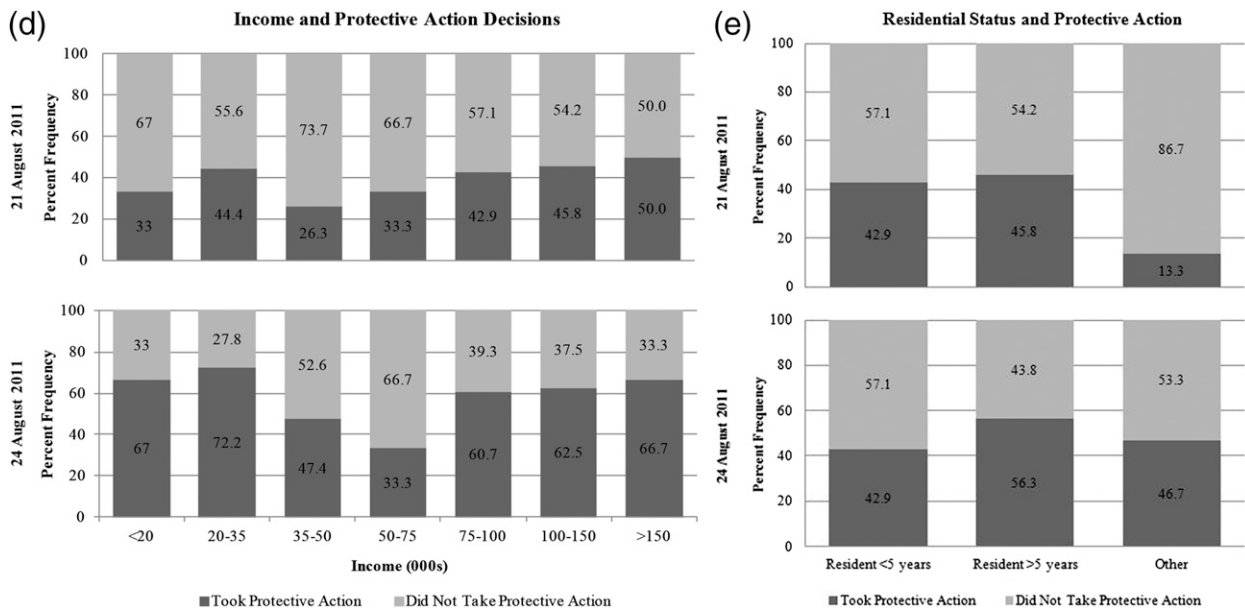 (d)
Income and Protective Action Decisions
21 August 2011
Percent Frequency
100
80
60
40
20
0
67 55.6 73.7 66.7 57.1 54.2 50.0
33 44.4 26.3 33.3 42.9 45.8 50.0
24 August 2011
Percent Frequency
100
80
60
40
20
0
33 27.8 52.6 66.7 39.3 37.5 33.3
67 72.2 47.4 33.3 60.7 62.5 66.7
<20 20-35 35-50 50-75 75-100 100-150 >150
Income (000s)
Took Protective Action Did Not Take Protective Action
(e)
Residential Status and Protective Action
21 August 2011
Percent Frequency
100
80
60
40
20
0
57.1 54.2 86.7
42.9 45.8 13.3
24 August 2011
Percent Frequency
100
80
60
40
20
0
57.1 43.8 53.3
42.9 56.3 46.7
Resident <5 years Resident >5 years Other
Took Protective Action Did Not Take Protective Action